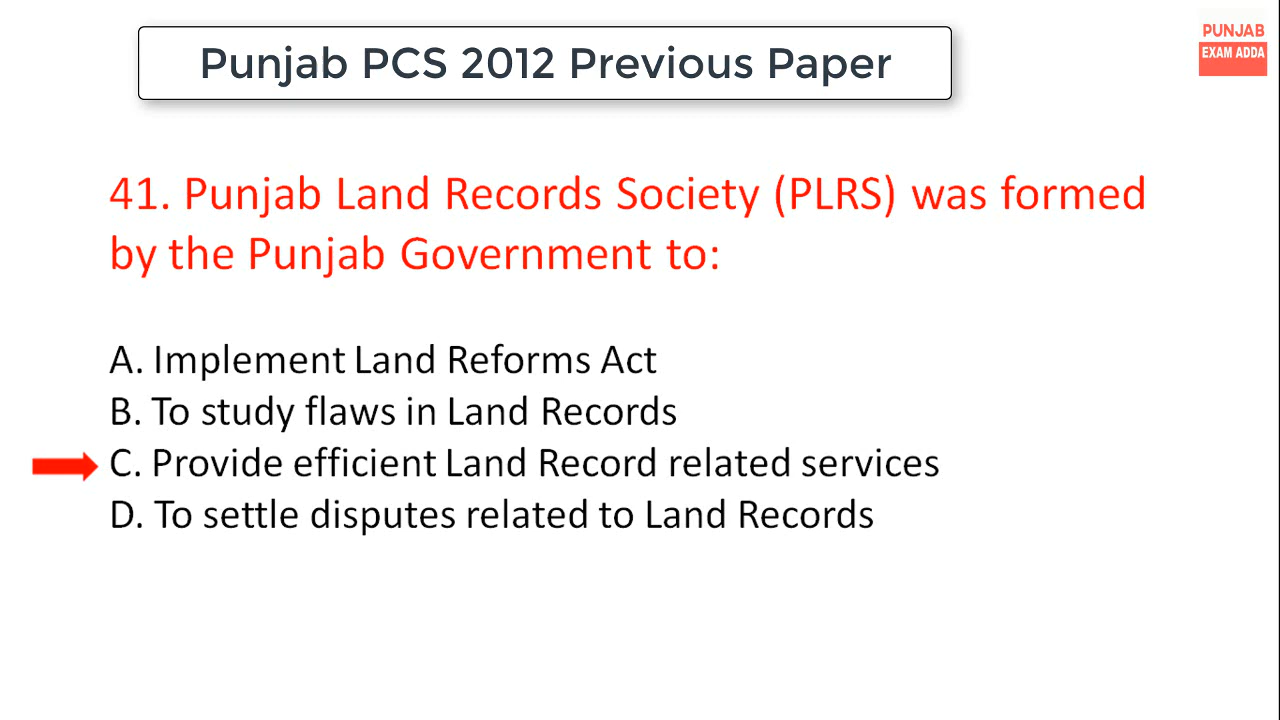 Punjab PCS 2012 Previous Paper
PUNJAB
EXAM ADDA
41. Punjab Land Records Society (PLRS) was formed
by the Punjab Government to:
A. Implement Land Reforms Act
B. To study flaws in Land Records
C. Provide efficient Land Record related services
D. To settle disputes related to Land Records